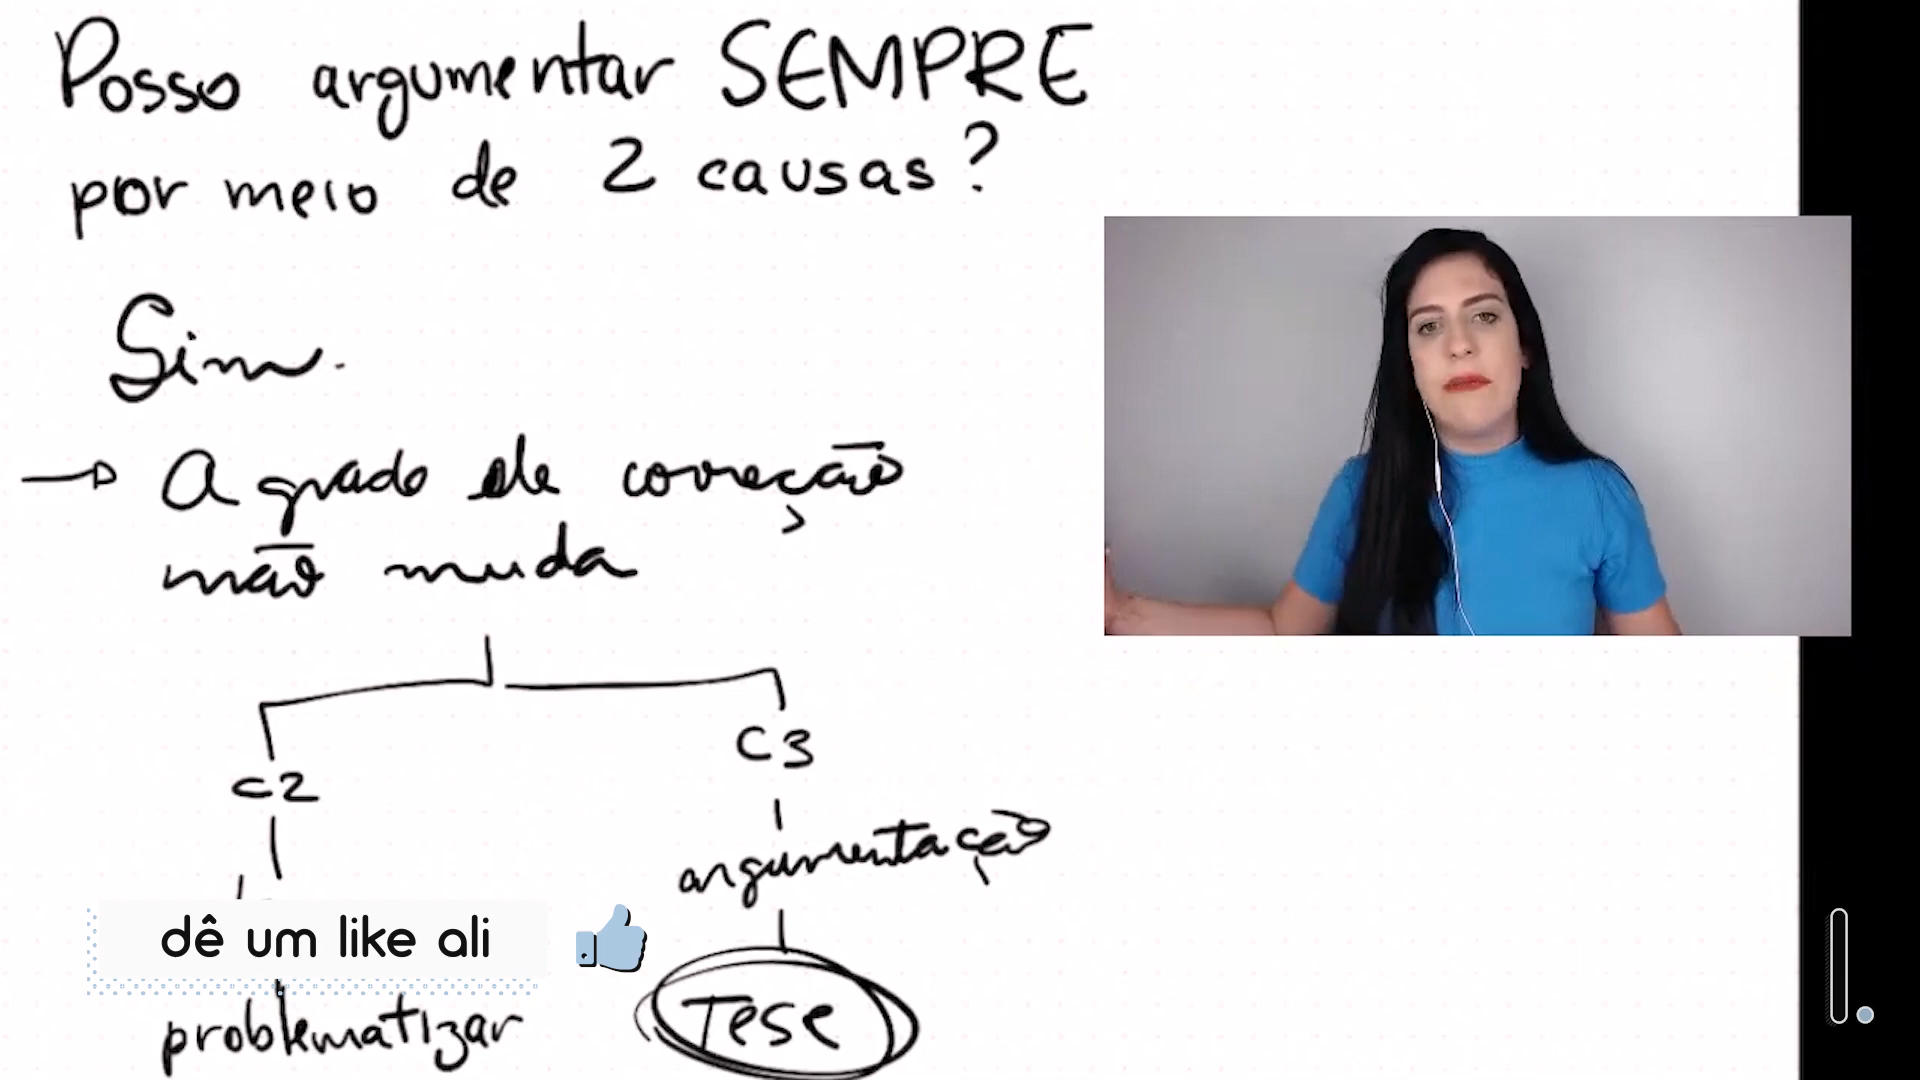 Posso argumentar SEMPRE
por meio de 2 causas?
Sim.
A grade de correção
não muda
C2
C3
argumentação
dê um like ali
problematizar
Tese